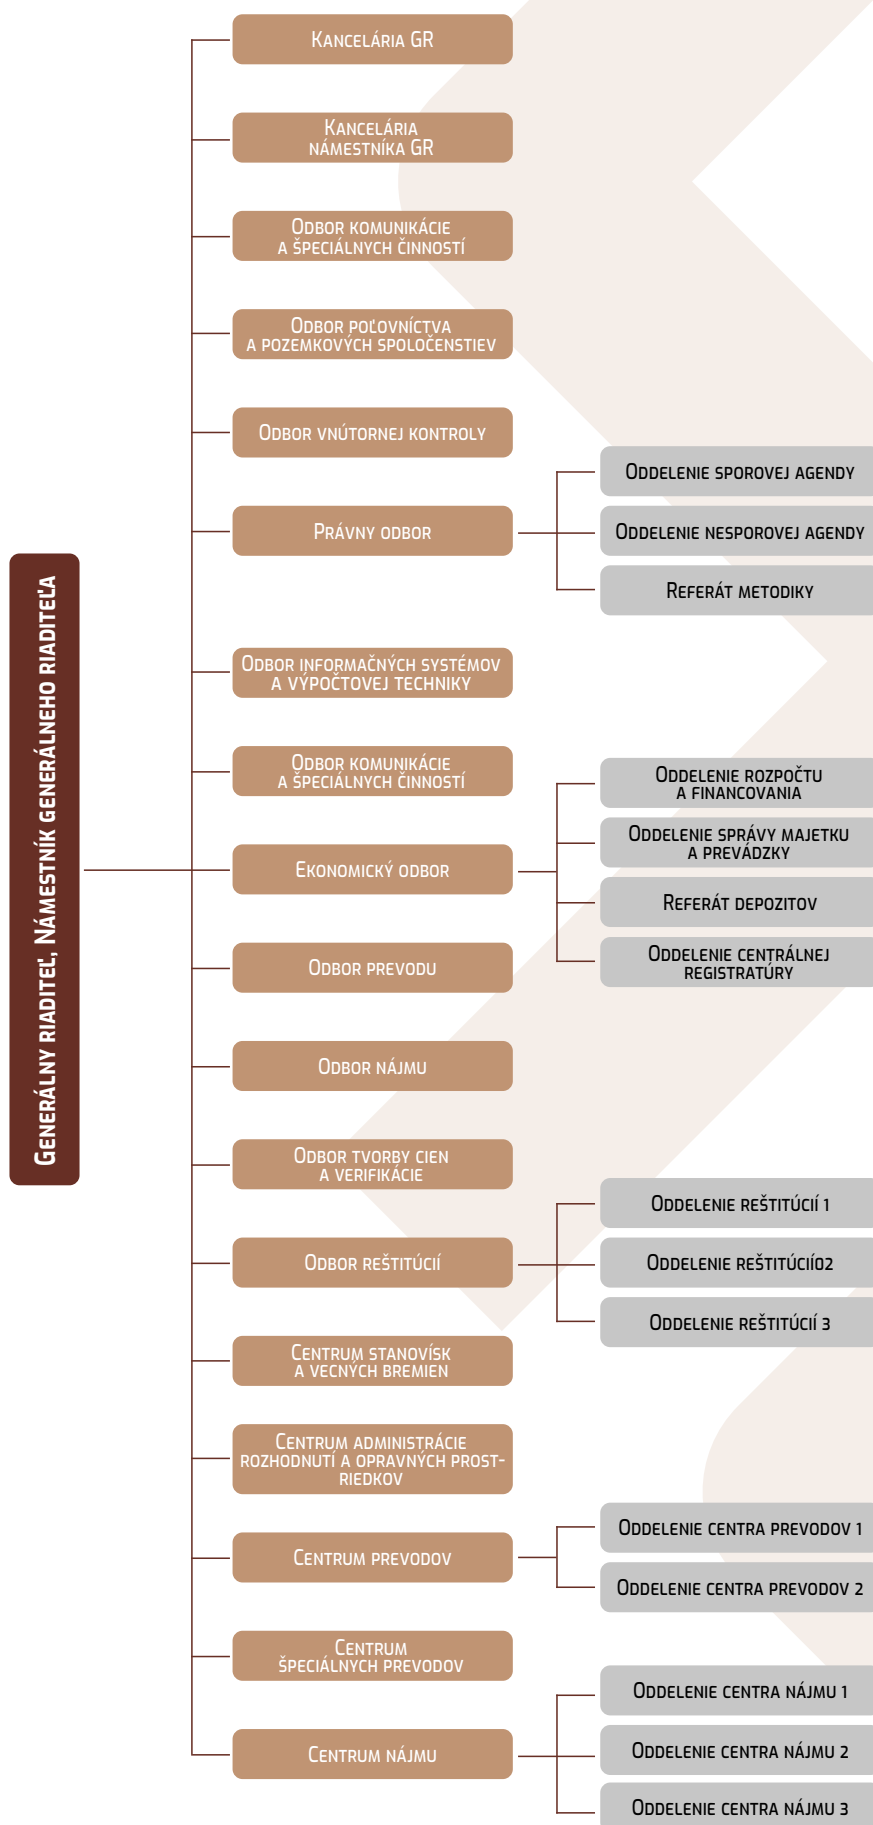 Generálny riaditeľ, Námestník generálneho riaditeľa
Kancelária GR
Kancelária
námestníka GR
Odbor komunikácie
a špeciálnych činností
Odbor poľovníctva
a pozemkových spoločenstiev
Odbor vnútornej kontroly
Právny odbor
Oddelenie sporovej agendy
Oddelenie nesporovej agendy
Referát metodiky
Odbor informačných systémov
a výpočtovej techniky
Odbor komunikácie
a špeciálnych činností
Ekonomický odbor
Oddelenie rozpočtu
a financovania
Oddelenie správy majetku
a prevádzky
Referát depozitov
Oddelenie centrálnej
registratúry
Odbor prevodu
Odbor nájmu
Odbor tvorby cien
a verifikácie
Odbor reštitúcií
Oddelenie reštitúcií 1
Oddelenie reštitúcií02
Oddelenie reštitúcií 3
Centrum stanovísk
a vecných bremien
Centrum administrácie
rozhodnutí a opravných prost-
riedkov
Centrum prevodov
Oddelenie centra prevodov 1
Oddelenie centra prevodov 2
Centrum
špeciálnych prevodov
Centrum nájmu
Oddelenie centra nájmu 1
Oddelenie centra nájmu 2
Oddelenie centra nájmu 3